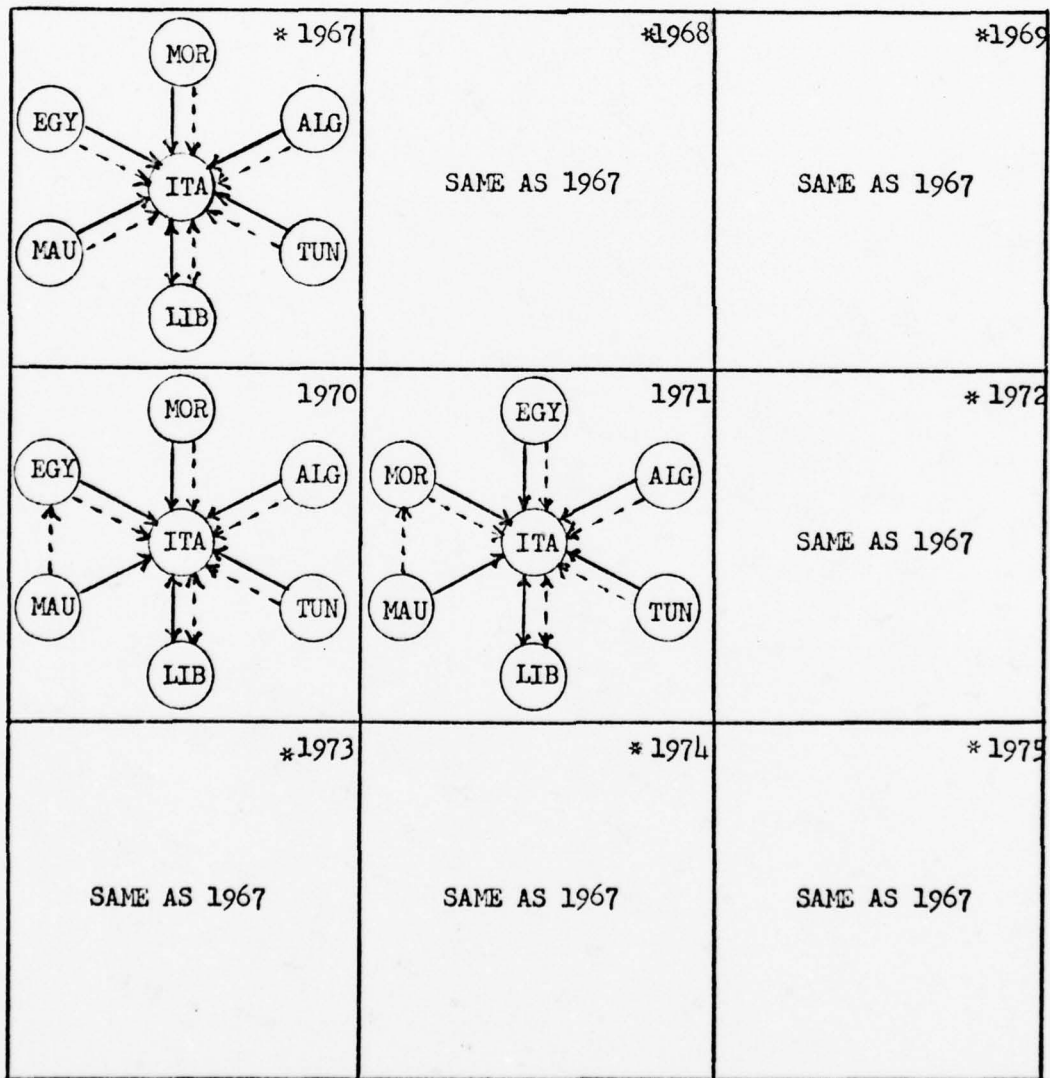 * 1967
MOR
EGY
ALG
ITA
MAU
TUN
LIB
*1968
SAME AS 1967
*1969
SAME AS 1967
1970
MOR
EGY
ALG
ITA
MAU
TUN
LIB
1971
EGY
MOR
ALG
ITA
MAU
TUN
LIB
* 1972
SAME AS 1967
*1973
SAME AS 1967
*1974
SAME AS 1967
*1975
SAME AS 1967